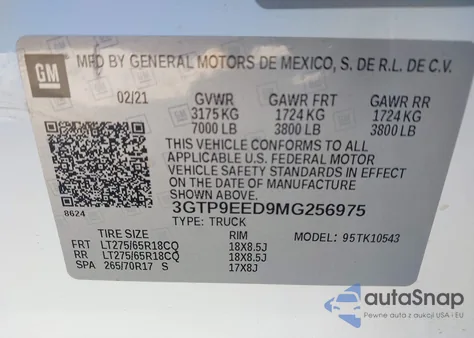 GM
MFD BY GENERAL MOTORS DE MEXICO, S. DE R.L. DE C.V.
02/21 GVWR GAWR FRT GAWR RR
3175 KG 1724 KG 1724 KG
7000 LB 3800 LB 3800 LB
THIS VEHICLE CONFORMS TO ALL
APPLICABLE U.S. FEDERAL MOTOR
VEHICLE SAFETY STANDARDS IN
EFFECT ON THE DATE OF
MANUFACTURE SHOWN ABOVE.
8624 3GTP9EED9MG256975
TYPE: TRUCK
TIRE SIZE RIM MODEL: 95TK10543
FRT LT275/65R18CQ 18X8.5J
RR LT275/65R18CQ 18X8.5J
SPA 265/70R17 S 17X8J
autaSnap
Pewne auta z aukcji USA i EU